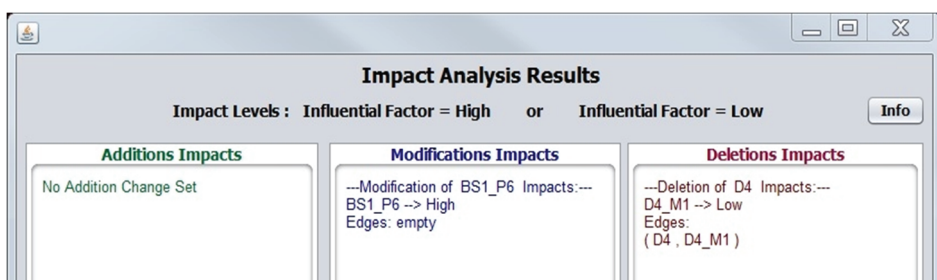 Impact Analysis Results
Impact Levels : Influential Factor = High or Influential Factor = Low
Info
Additions Impacts
No Addition Change Set
Modifications Impacts
---Modification of BS1_P6 Impacts:---
BS1_P6 --> High
Edges: empty
Deletions Impacts
---Deletion of D4 Impacts:---
D4_M1 --> Low
Edges:
( D4 , D4_M1 )